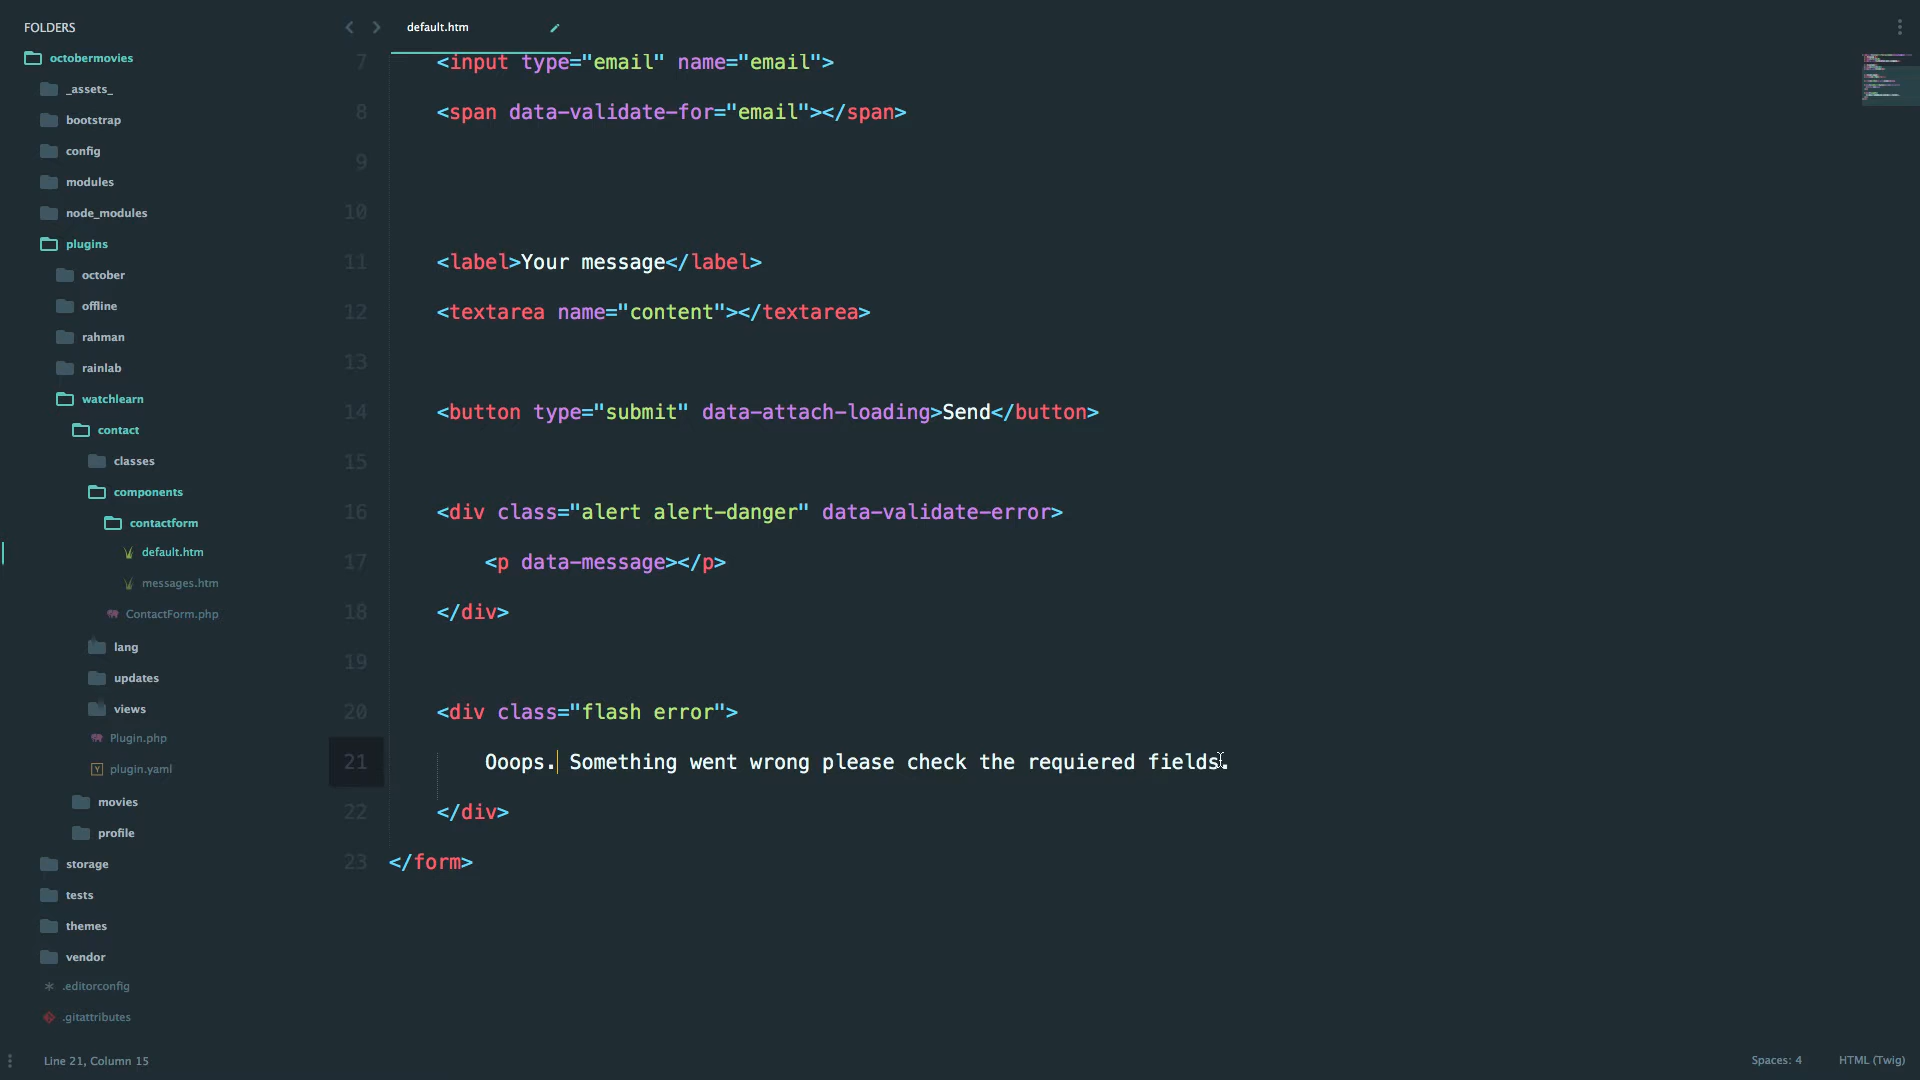 FOLDERS
octobermovies
_assets_
bootstrap
config
modules
node_modules
plugins
october
offline
rahman
rainlab
watchlearn
contact
classes
components
contactform
default.htm
messages.htm
ContactForm.php
lang
updates
views
Plugin.php
plugin.yaml
movies
profile
storage
tests
themes
vendor
.editorconfig
.gitattributes
default.htm
7 <input type="email" name="email">
8 <span data-validate-for="email"></span>
9
10
11 <label>Your message</label>
12 <textarea name="content"></textarea>
13
14 <button type="submit" data-attach-loading>Send</button>
15
16 <div class="alert alert-danger" data-validate-error>
17 <p data-message></p>
18 </div>
19
20 <div class="flash error">
21 Ooops. Something went wrong please check the requiered fields.
22 </div>
23 </form>
Line 21, Column 15
Spaces: 4
HTML (Twig)